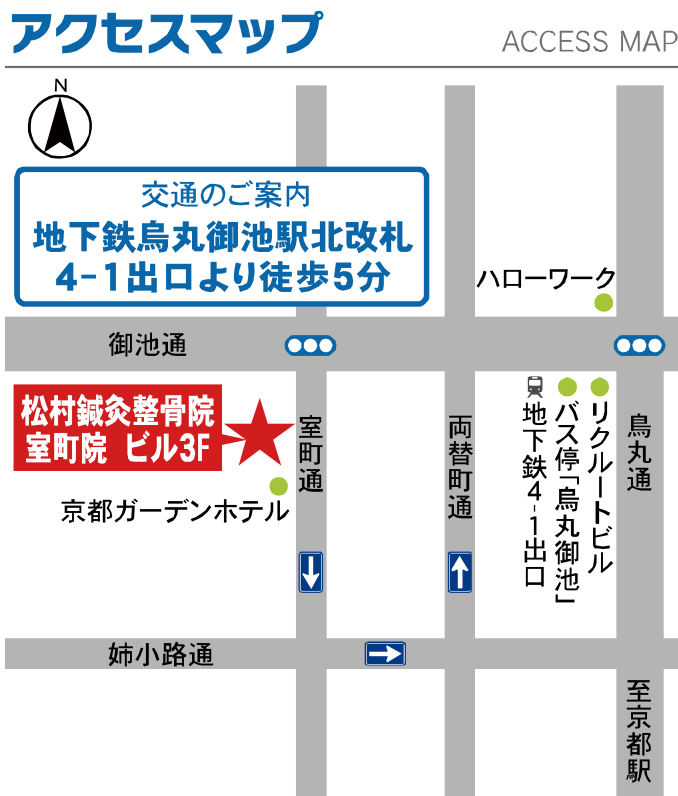 アクセスマップ
ACCESS MAP
N
交通のご案内
地下鉄烏丸御池駅北改札
4-1出口より徒歩5分
ハローワーク
御池通
松村鍼灸整骨院
室町院 ビル3F
京都ガーデンホテル
室町通
両替町通
地下鉄4-1出口
バス停「烏丸御池」
リクルートビル
烏丸通
姉小路通
至京都駅